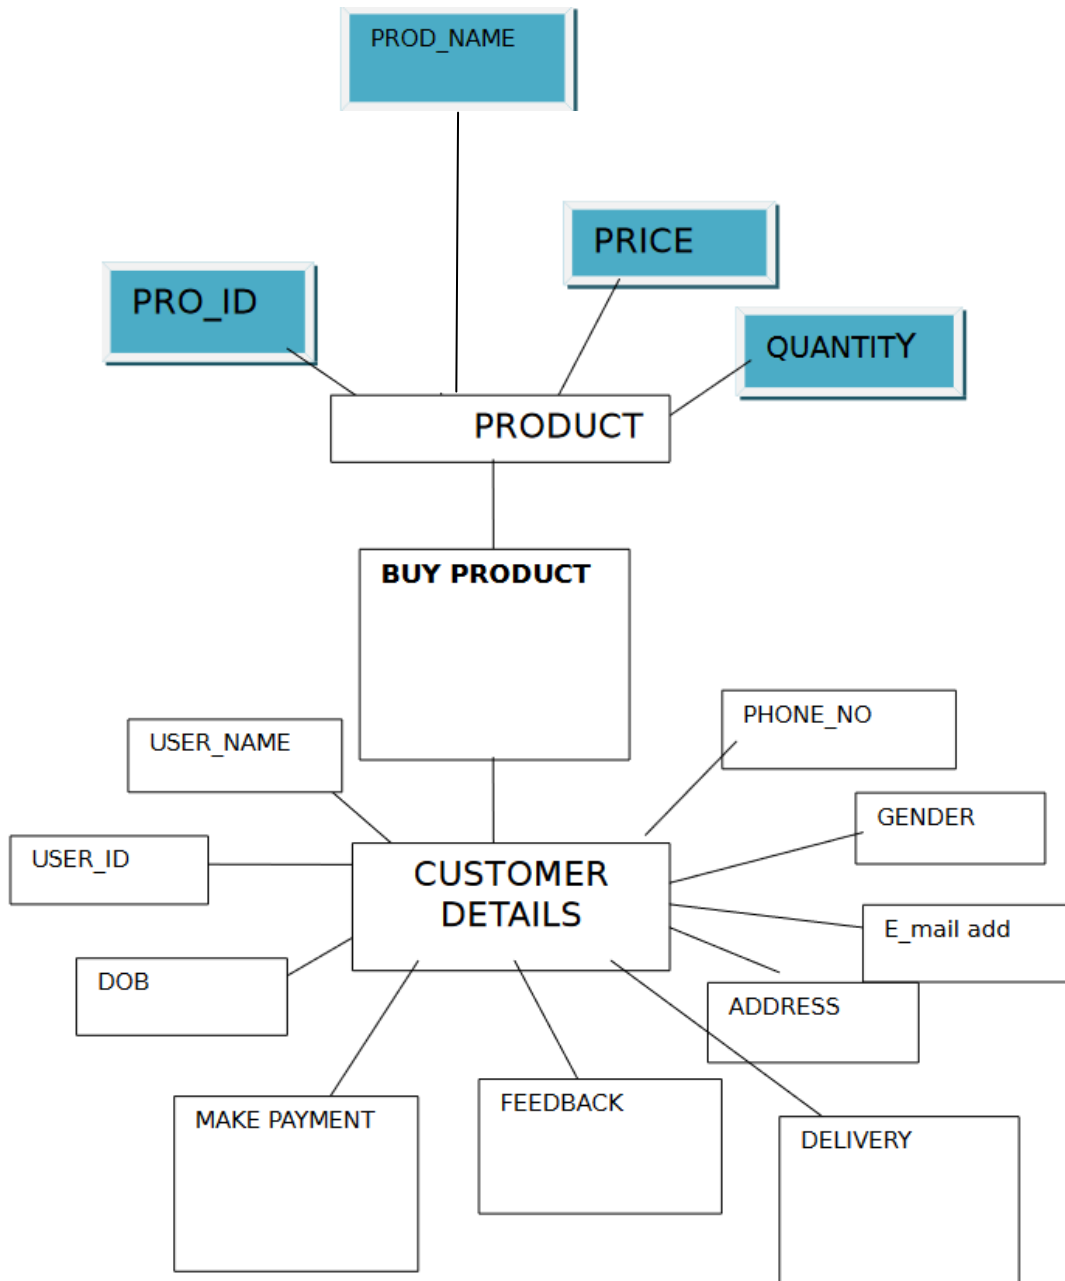 PROD_NAME
PRICE
PRO_ID
QUANTITY
PRODUCT
BUY PRODUCT
PHONE_NO
USER_NAME
GENDER
USER_ID
CUSTOMER
DETAILS
E_mail add
DOB
ADDRESS
FEEDBACK
MAKE PAYMENT
DELIVERY